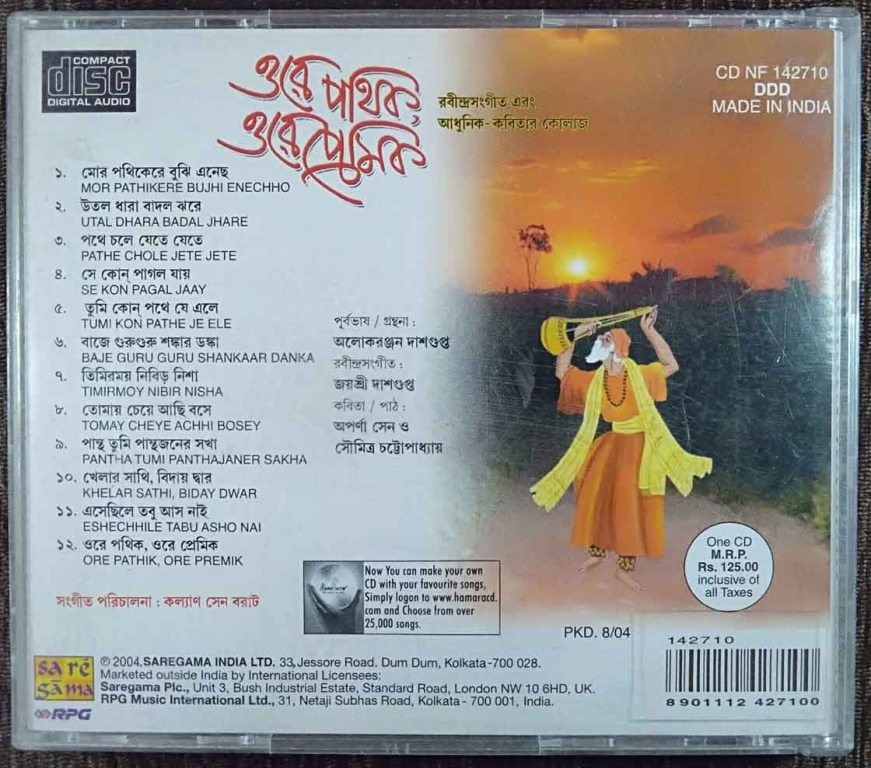 COMPACT
disc
DIGITAL AUDIO
ওরে পথিক,
ওরে প্রেমিক
রবীন্দ্রসংগীত এবং
আধুনিক-কবিতার কোলাজ
CD NF 142710
DDD
MADE IN INDIA
১. মোর পথিকেরে বুঝি এনেছ
MOR PATHIKERE BUJHI ENECHHO
২. উতল ধারা বাদল ঝরে
UTAL DHARA BADAL JHARE
৩. পথে চলে যেতে যেতে
PATHE CHOLE JETE JETE
৪. সে কোন্ পাগল যায়
SE KON PAGAL JAAY
৫. তুমি কোন্ পথে যে এলে
TUMI KON PATHE JE ELE
৬. বাজে গুরুগুরু শঙ্কার ডঙ্কা
BAJE GURU GURU SHANKAAR DANKA
৭. তিমিরময় নিবিড় নিশা
TIMIRMOY NIBIR NISHA
৮. তোমায় চেয়ে আছি বসে
TOMAY CHEYE ACHHI BOSEY
৯. পান্থ তুমি পান্থজনের সখা
PANTHA TUMI PANTHAJANER SAKHA
১০. খেলার সাথি, বিদায় দ্বার
KHELAR SATHI, BIDAY DWAR
১১. এসেছিলে তবু আস নাই
ESHECHHILE TABU ASHO NAI
১২. ওরে পথিক, ওরে প্রেমিক
ORE PATHIK, ORE PREMIK
পূর্বভাষ / গ্রন্থনা :
অলোকরঞ্জন দাশগুপ্ত
রবীন্দ্রসংগীত :
জয়শ্রী দাশগুপ্ত
কবিতা / পাঠ :
অপর্ণা সেন ও
সৌমিত্র চট্টোপাধ্যায়
সংগীত পরিচালনা : কল্যাণ সেন বরাট
Now You can make your own
CD with your favourite songs,
Simply logon to www.hamaracd.
com and Choose from over
25,000 songs.
One CD
M.R.P.
Rs. 125.00
inclusive of
all Taxes
PKD. 8/04
142710
8 901112 427100
sa re
gama
RPG
℗ 2004, SAREGAMA INDIA LTD. 33, Jessore Road. Dum Dum, Kolkata-700 028.
Marketed outside India by International Licensees:
Saregama Plc., Unit 3, Bush Industrial Estate, Standard Road, London NW 10 6HD, UK.
RPG Music International Ltd., 31, Netaji Subhas Road, Kolkata - 700 001, India.